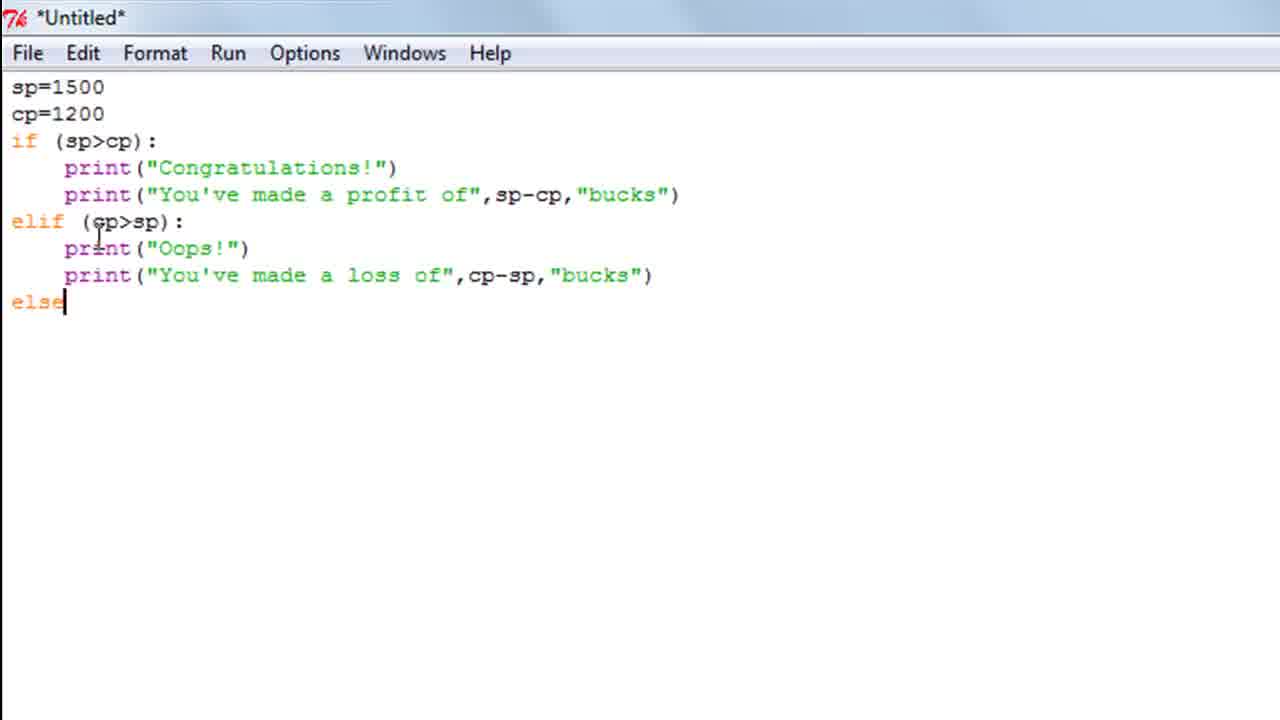 *Untitled*
File Edit Format Run Options Windows Help
sp=1500
cp=1200
if (sp>cp):
    print("Congratulations!")
    print("You've made a profit of",sp-cp,"bucks")
elif (cp>sp):
    print("Oops!")
    print("You've made a loss of",cp-sp,"bucks")
else